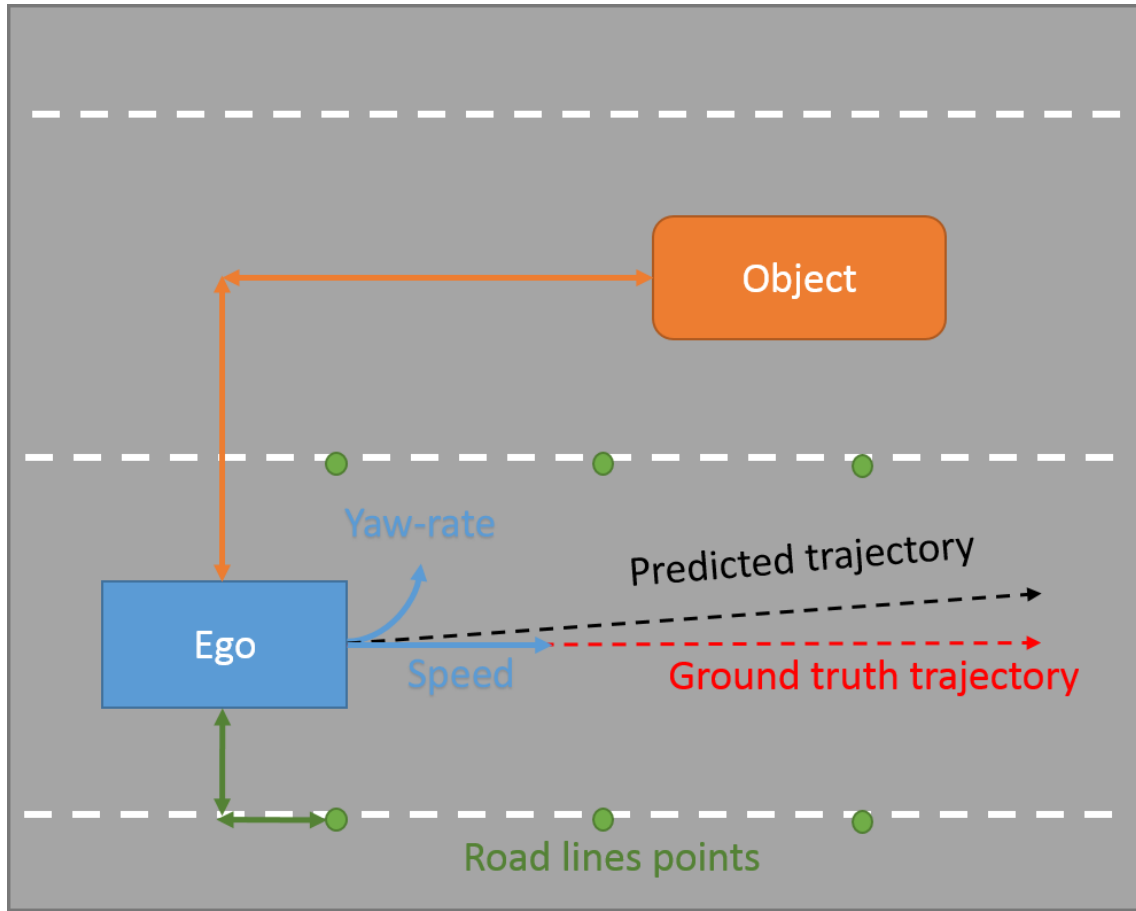 Object
Yaw-rate
Predicted trajectory
Ego
Speed
Ground truth trajectory
Road lines points